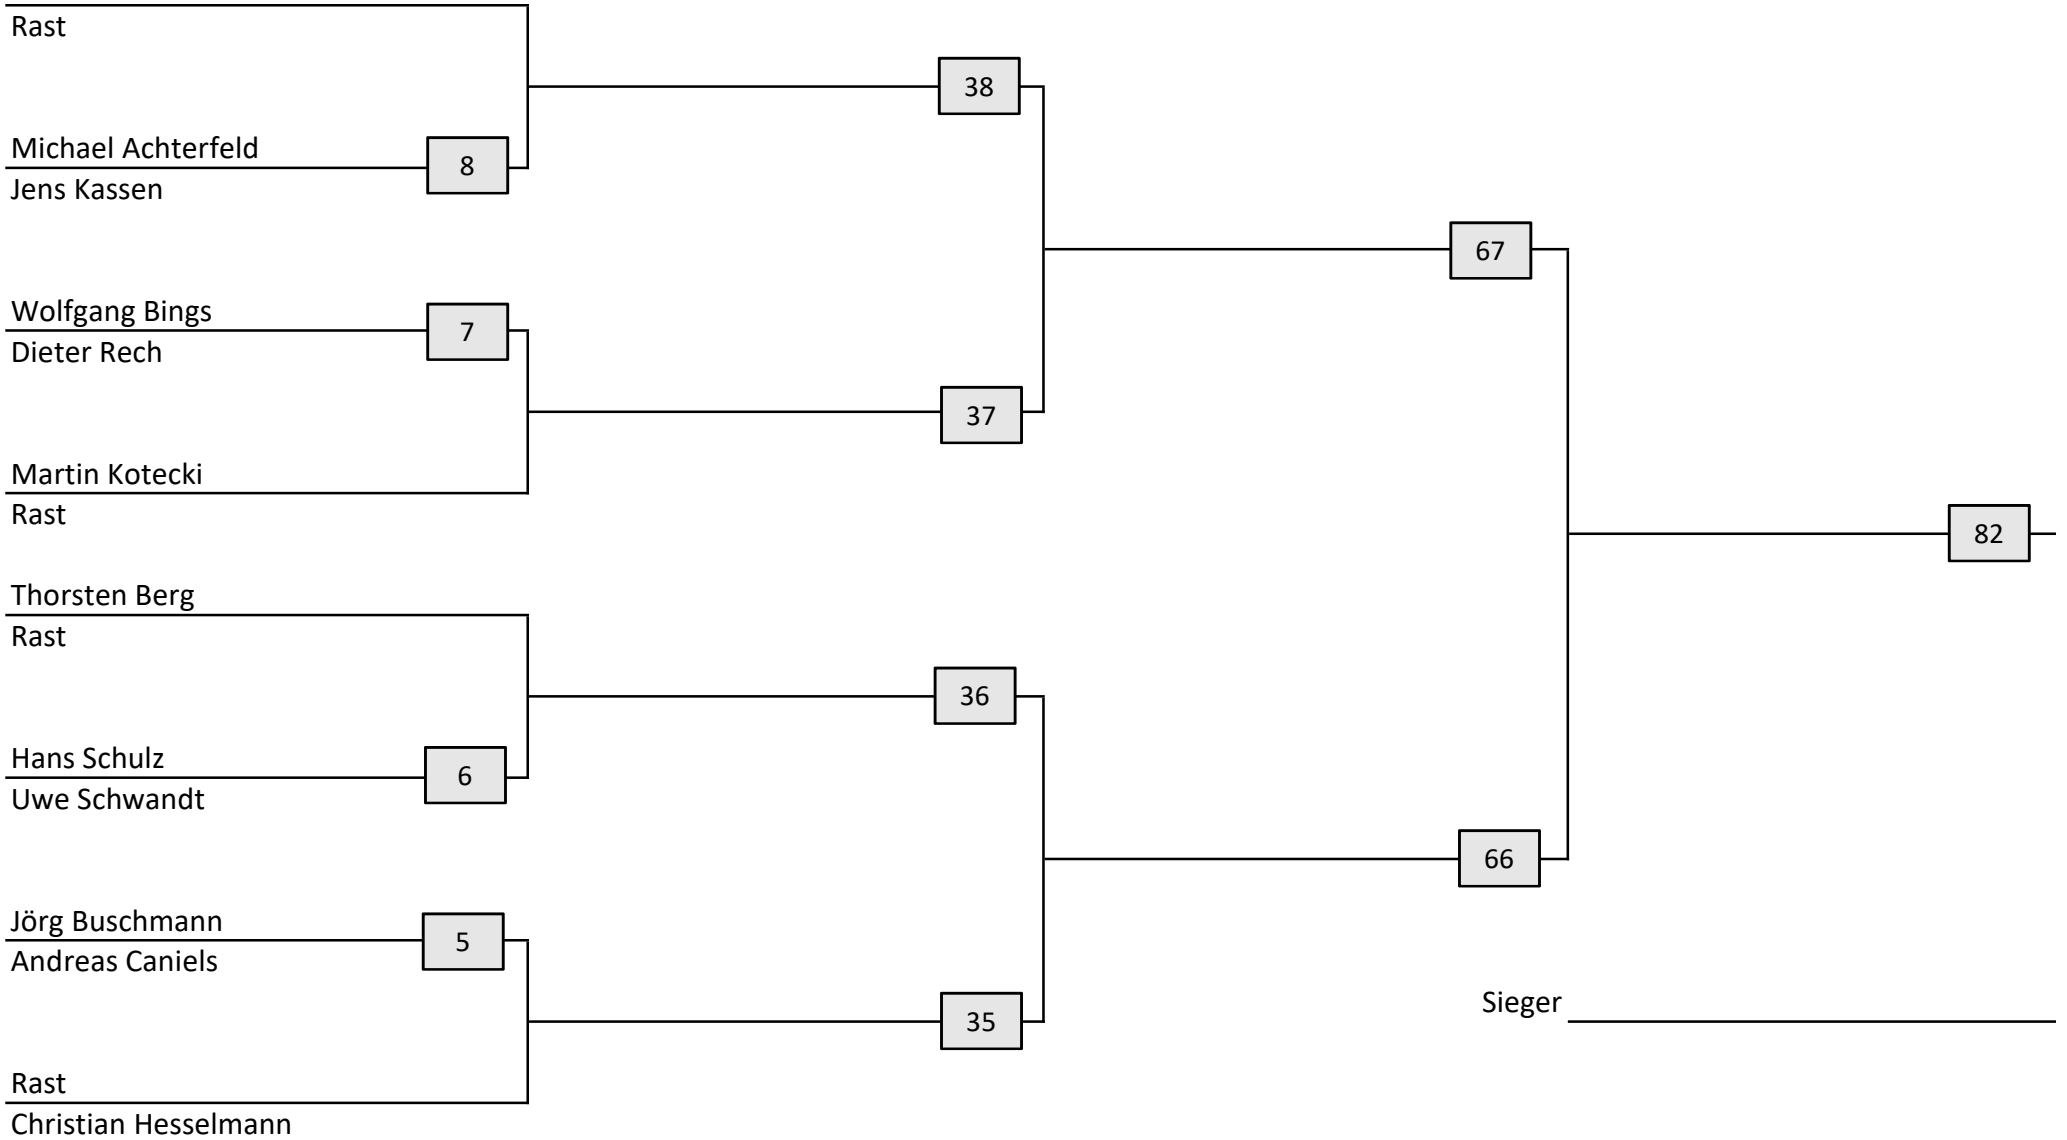 Rast
38
Michael Achterfeld
8
Jens Kassen
67
Wolfgang Bings
7
Dieter Rech
37
Martin Kotecki
Rast
82
Thorsten Berg
Rast
36
Hans Schulz
6
Uwe Schwandt
66
Jörg Buschmann
5
Andreas Caniels
Sieger
35
Rast
Christian Hesselmann